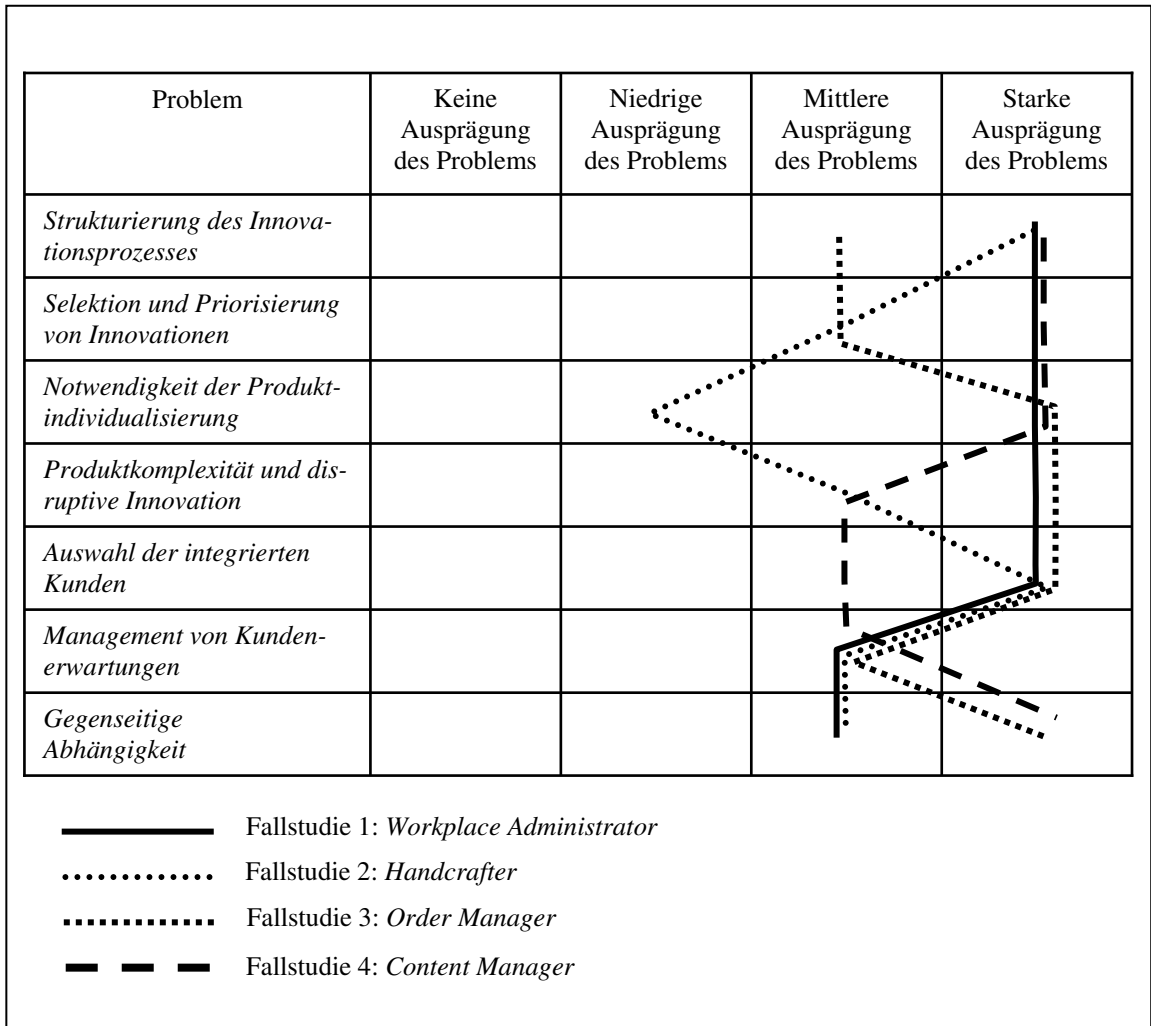 Problem
Keine
Ausprägung
des Problems
Niedrige
Ausprägung
des Problems
Mittlere
Ausprägung
des Problems
Starke
Ausprägung
des Problems
Strukturierung des Innova-
tionsprozesses
Selektion und Priorisierung
von Innovationen
Notwendigkeit der Produkt-
individualisierung
Produktkomplexität und dis-
ruptive Innovation
Auswahl der integrierten
Kunden
Management von Kunden-
erwartungen
Gegenseitige
Abhängigkeit
Fallstudie 1: Workplace Administrator
Fallstudie 2: Handcrafter
Fallstudie 3: Order Manager
Fallstudie 4: Content Manager